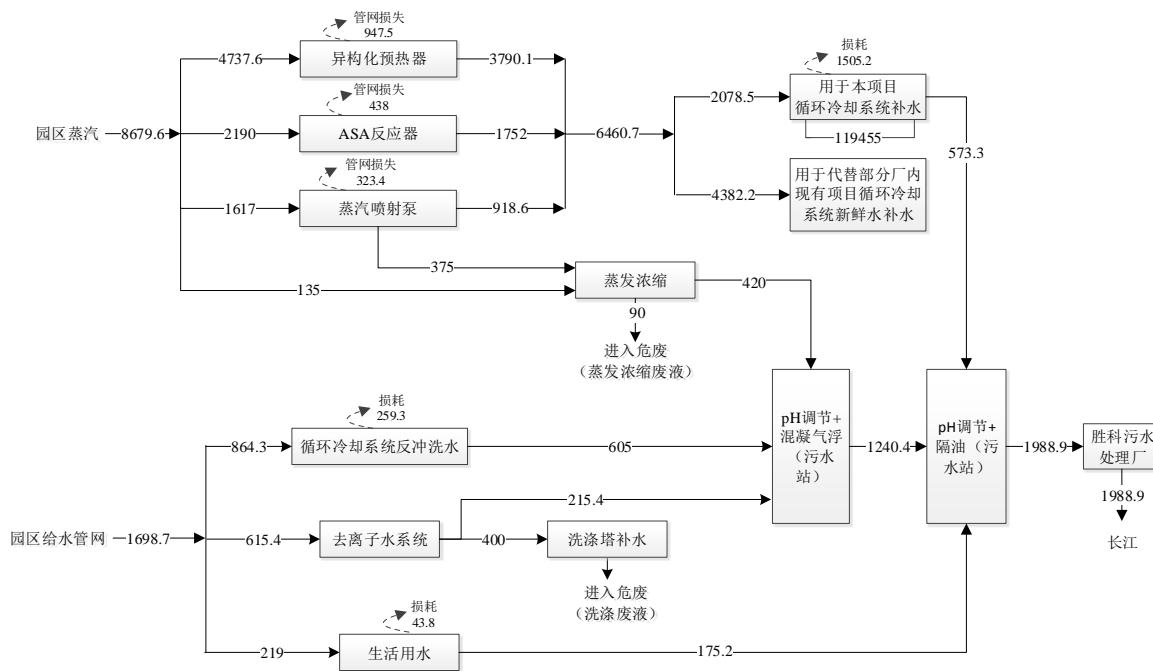 管网损失
947.5
4737.6
异构化预热器
3790.1
管网损失
438
园区蒸汽
8679.6
2190
ASA反应器
1752
6460.7
管网损失
323.4
1617
蒸汽喷射泵
918.6
损耗
1505.2
2078.5
用于本项目
循环冷却系统补水
119455
573.3
4382.2
用于代替部分厂内
现有项目循环冷却
系统新鲜水补水
375
135
蒸发浓缩
420
90
进入危废
（蒸发浓缩废液）
损耗
259.3
864.3
循环冷却系统反冲洗水
605
pH调节+
混凝气浮
（污水
站）
1240.4
pH调节+
隔油（污
水站）
1988.9
胜科污水
处理厂
1988.9
长江
215.4
园区给水管网
1698.7
615.4
去离子水系统
400
洗涤塔补水
进入危废
（洗涤废液）
损耗
43.8
219
生活用水
175.2